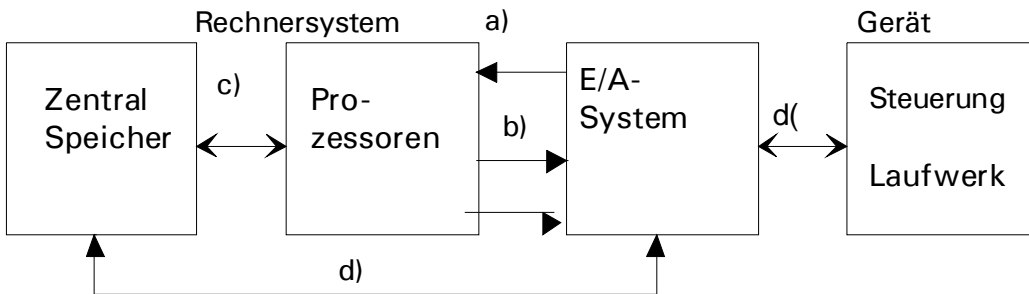 Rechnersystem
a)
Gerät
Zentral
Speicher
c)
Pro-
zessoren
b)
E/A-
System
d(
Steuerung
Laufwerk
d)